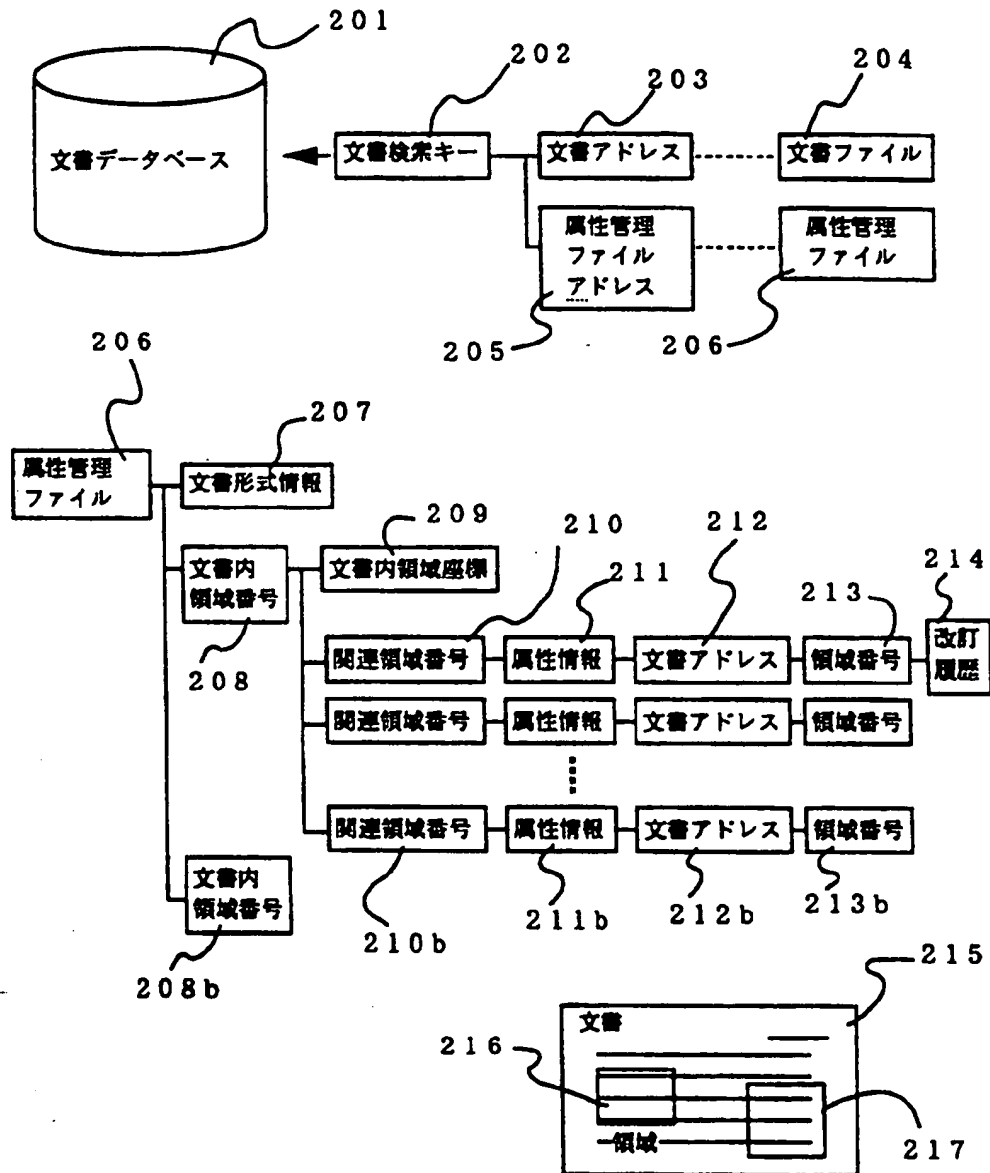 201
202
203
204
文書データベース
文書検索キー
文書アドレス
文書ファイル
属性管理
ファイル
アドレス
属性管理
ファイル
205
206
206
207
属性管理
ファイル
文書形式情報
209
210
211
212
213
214
文書内
領域番号
文書内領域座標
208
関連領域番号
属性情報
文書アドレス
領域番号
改訂
履歴
関連領域番号
属性情報
文書アドレス
領域番号
関連領域番号
属性情報
文書アドレス
領域番号
文書内
領域番号
210b
211b
212b
213b
208b
215
文書
216
領域
217